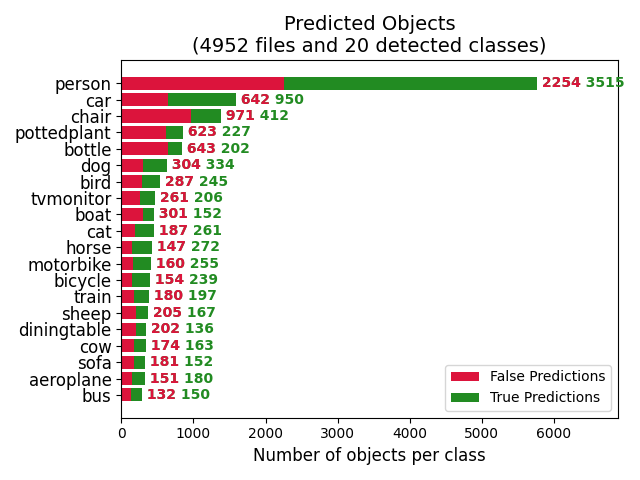 Predicted Objects
(4952 files and 20 detected classes)
person 2254 3515
car 642 950
chair 971 412
pottedplant 623 227
bottle 643 202
dog 304 334
bird 287 245
tvmonitor 261 206
boat 301 152
cat 187 261
horse 147 272
motorbike 160 255
bicycle 154 239
train 180 197
sheep 205 167
diningtable 202 136
cow 174 163
sofa 181 152
aeroplane 151 180
bus 132 150
False Predictions
True Predictions
0 1000 2000 3000 4000 5000 6000
Number of objects per class